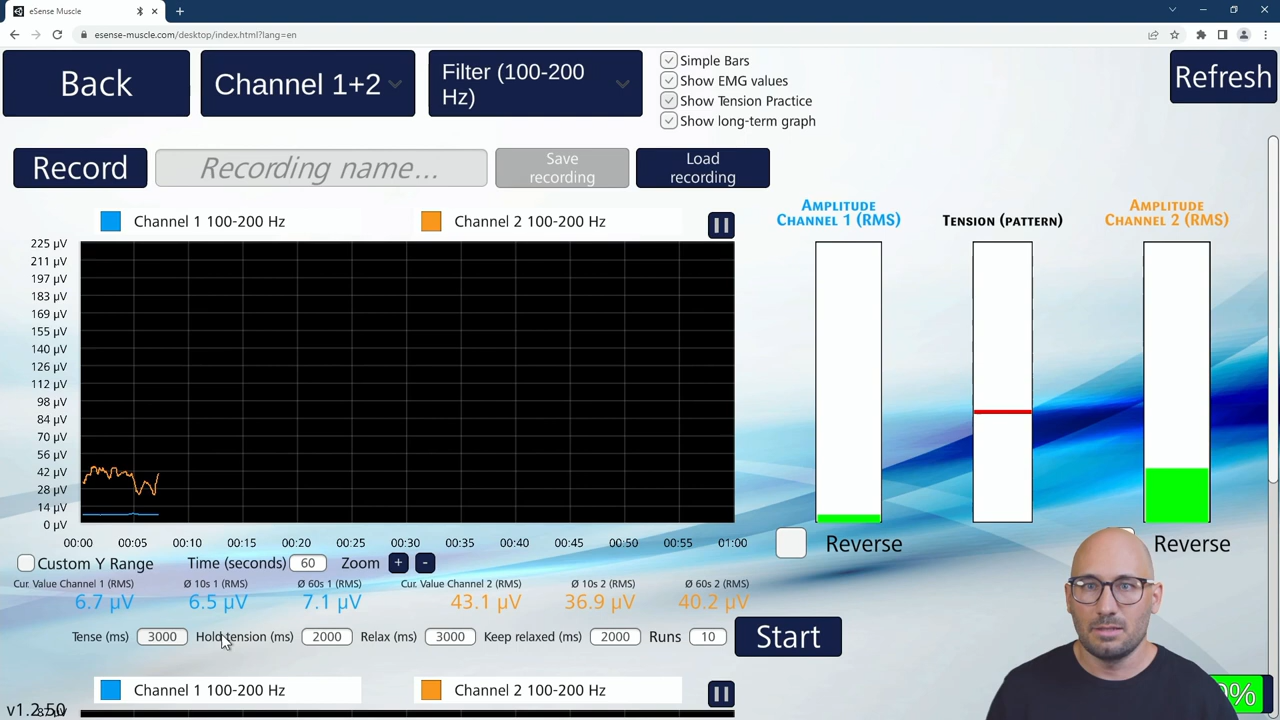 eSense Muscle
esense-muscle.com/desktop/index.html?lang=en
Back
Channel 1+2
Filter (100-200
Hz)
Simple Bars
Show EMG values
Show Tension Practice
Show long-term graph
Refresh
Record
Recording name...
Save
recording
Load
recording
Channel 1 100-200 Hz
Channel 2 100-200 Hz
225 µV
211 µV
197 µV
183 µV
169 µV
155 µV
140 µV
126 µV
112 µV
98 µV
84 µV
70 µV
56 µV
42 µV
28 µV
14 µV
0 µV
00:00 00:05 00:10 00:15 00:20 00:25 00:30 00:35 00:40 00:45 00:50 00:55 01:00
Amplitude
Channel 1 (RMS)
Tension (pattern)
Amplitude
Channel 2 (RMS)
Reverse
Reverse
Custom Y Range Time (seconds) 60 Zoom + -
Cur. Value Channel 1 (RMS) Ø 10s 1 (RMS) Ø 60s 1 (RMS) Cur. Value Channel 2 (RMS) Ø 10s 2 (RMS) Ø 60s 2 (RMS)
6.7 µV 6.5 µV 7.1 µV 43.1 µV 36.9 µV 40.2 µV
Tense (ms) 3000 Hold tension (ms) 2000 Relax (ms) 3000 Keep relaxed (ms) 2000 Runs 10 Start
Channel 1 100-200 Hz
Channel 2 100-200 Hz
v1.2.50